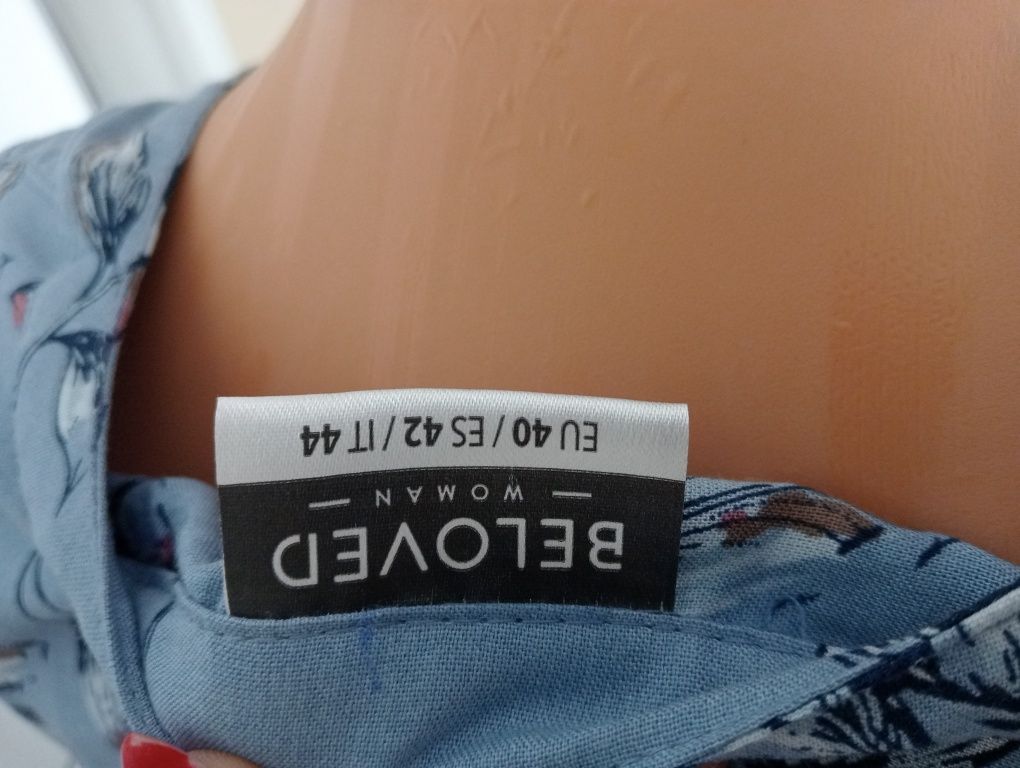 BELOVED
— WOMAN —
EU 40 / ES 42 / IT 44